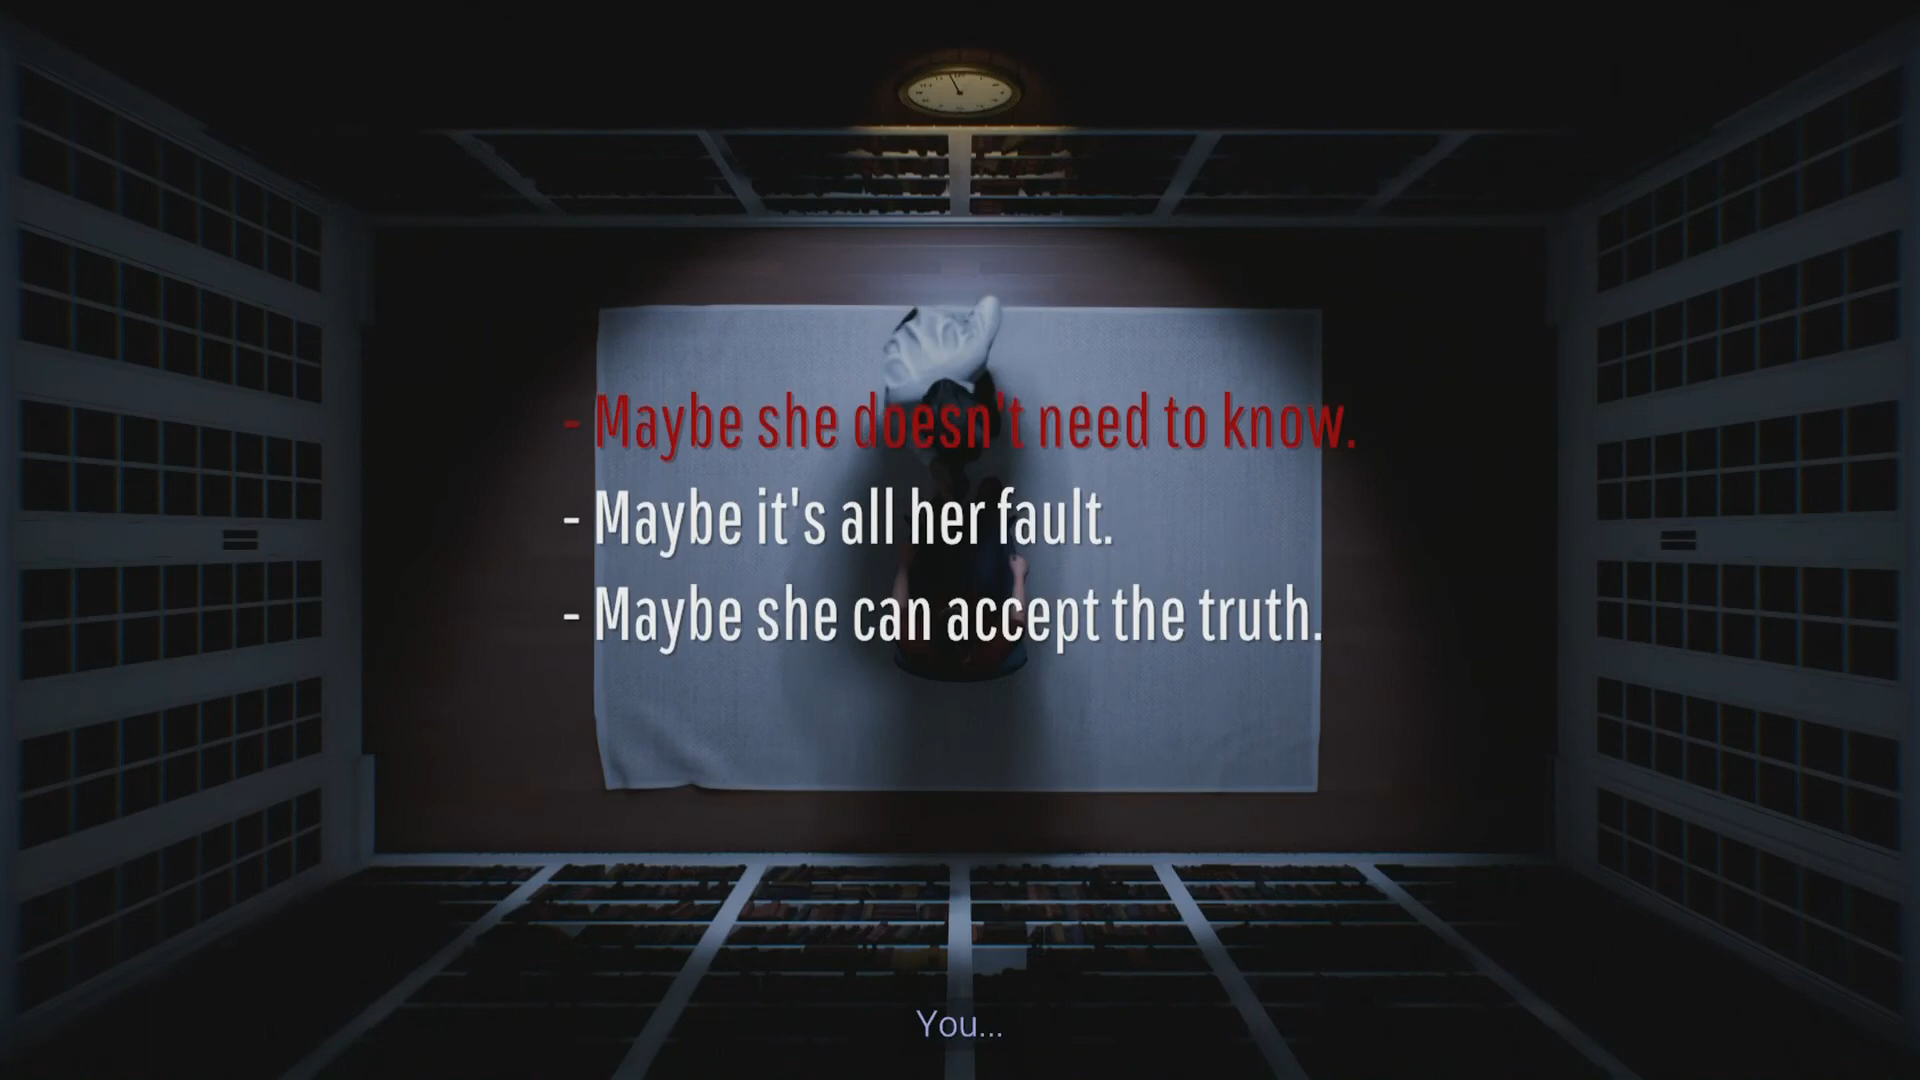 - Maybe she doesn't need to know.
- Maybe it's all her fault.
- Maybe she can accept the truth.
You...